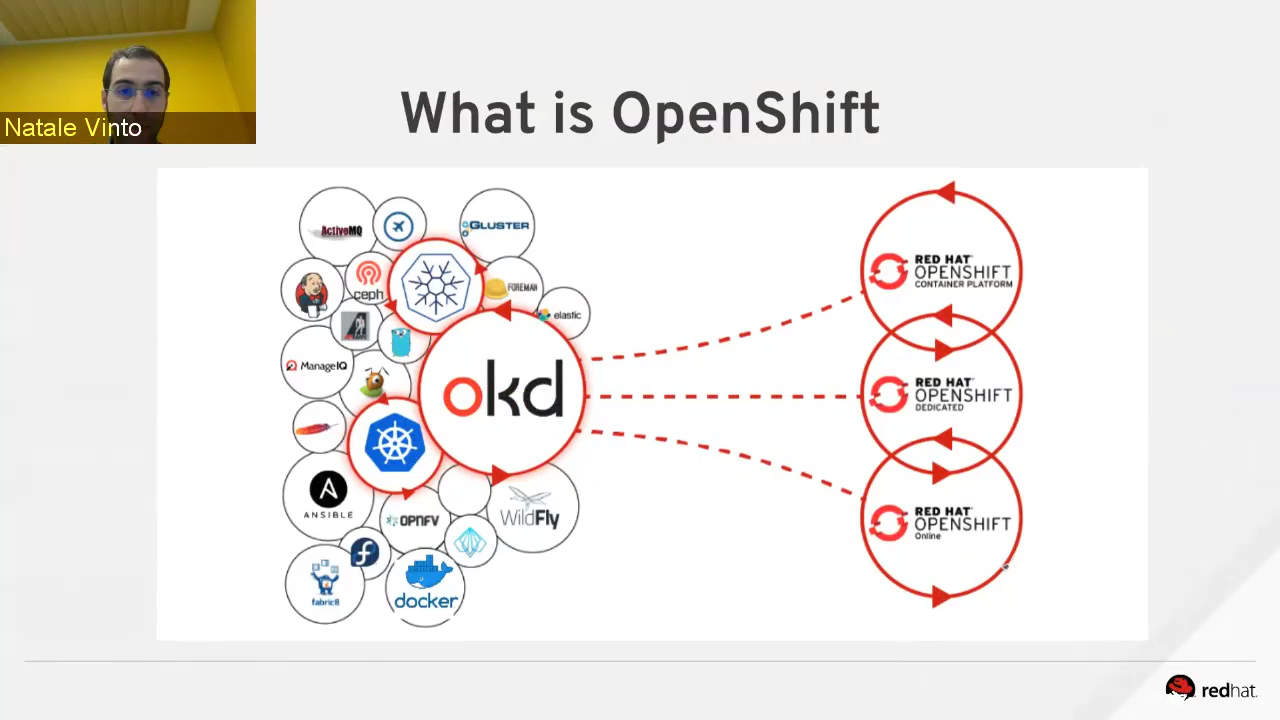 Natale Vinto
What is OpenShift
ActiveMQ
GLUSTER
ceph
FOREMAN
elastic
ManageIQ
okd
ANSIBLE
OPNFV
WildFly
fabric8
docker
RED HAT
OPENSHIFT
CONTAINER PLATFORM
RED HAT
OPENSHIFT
DEDICATED
RED HAT
OPENSHIFT
Online
redhat.